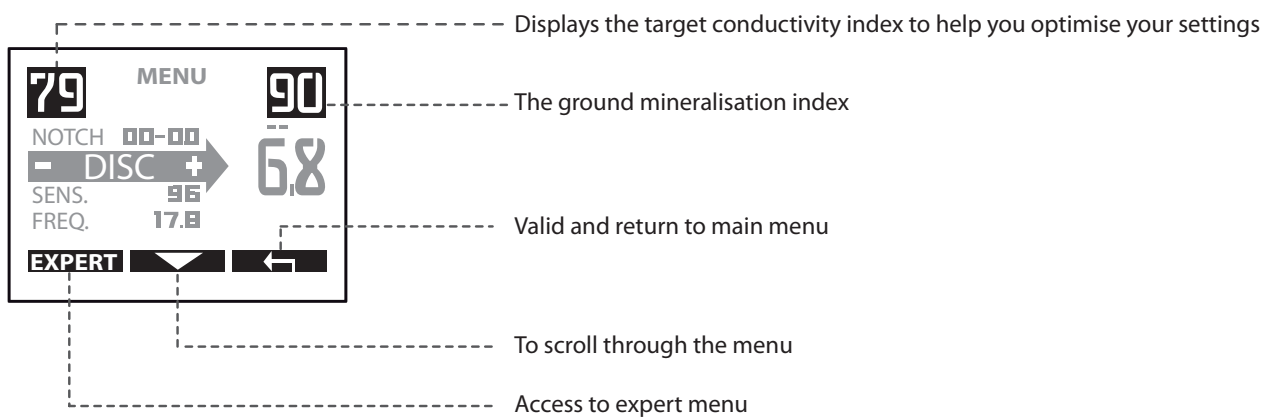 Displays the target conductivity index to help you optimise your settings
79 MENU 90
The ground mineralisation index
NOTCH 00-00
- DISC + 6,8
SENS. 96
FREQ. 17.8
Valid and return to main menu
EXPERT
To scroll through the menu
Access to expert menu